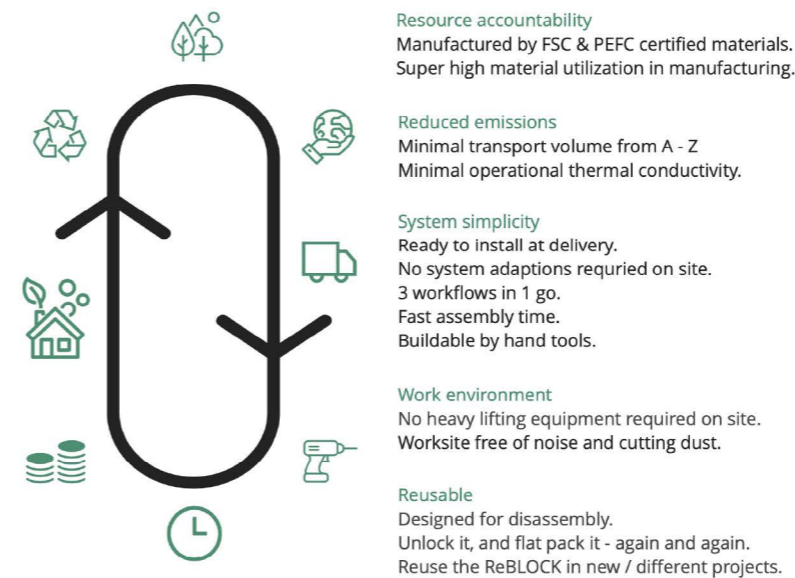 Resource accountability
Manufactured by FSC & PEFC certified materials.
Super high material utilization in manufacturing.
Reduced emissions
Minimal transport volume from A - Z
Minimal operational thermal conductivity.
System simplicity
Ready to install at delivery.
No system adaptions requried on site.
3 workflows in 1 go.
Fast assembly time.
Buildable by hand tools.
Work environment
No heavy lifting equipment required on site.
Worksite free of noise and cutting dust.
Reusable
Designed for disassembly.
Unlock it, and flat pack it - again and again.
Reuse the ReBLOCK in new / different projects.